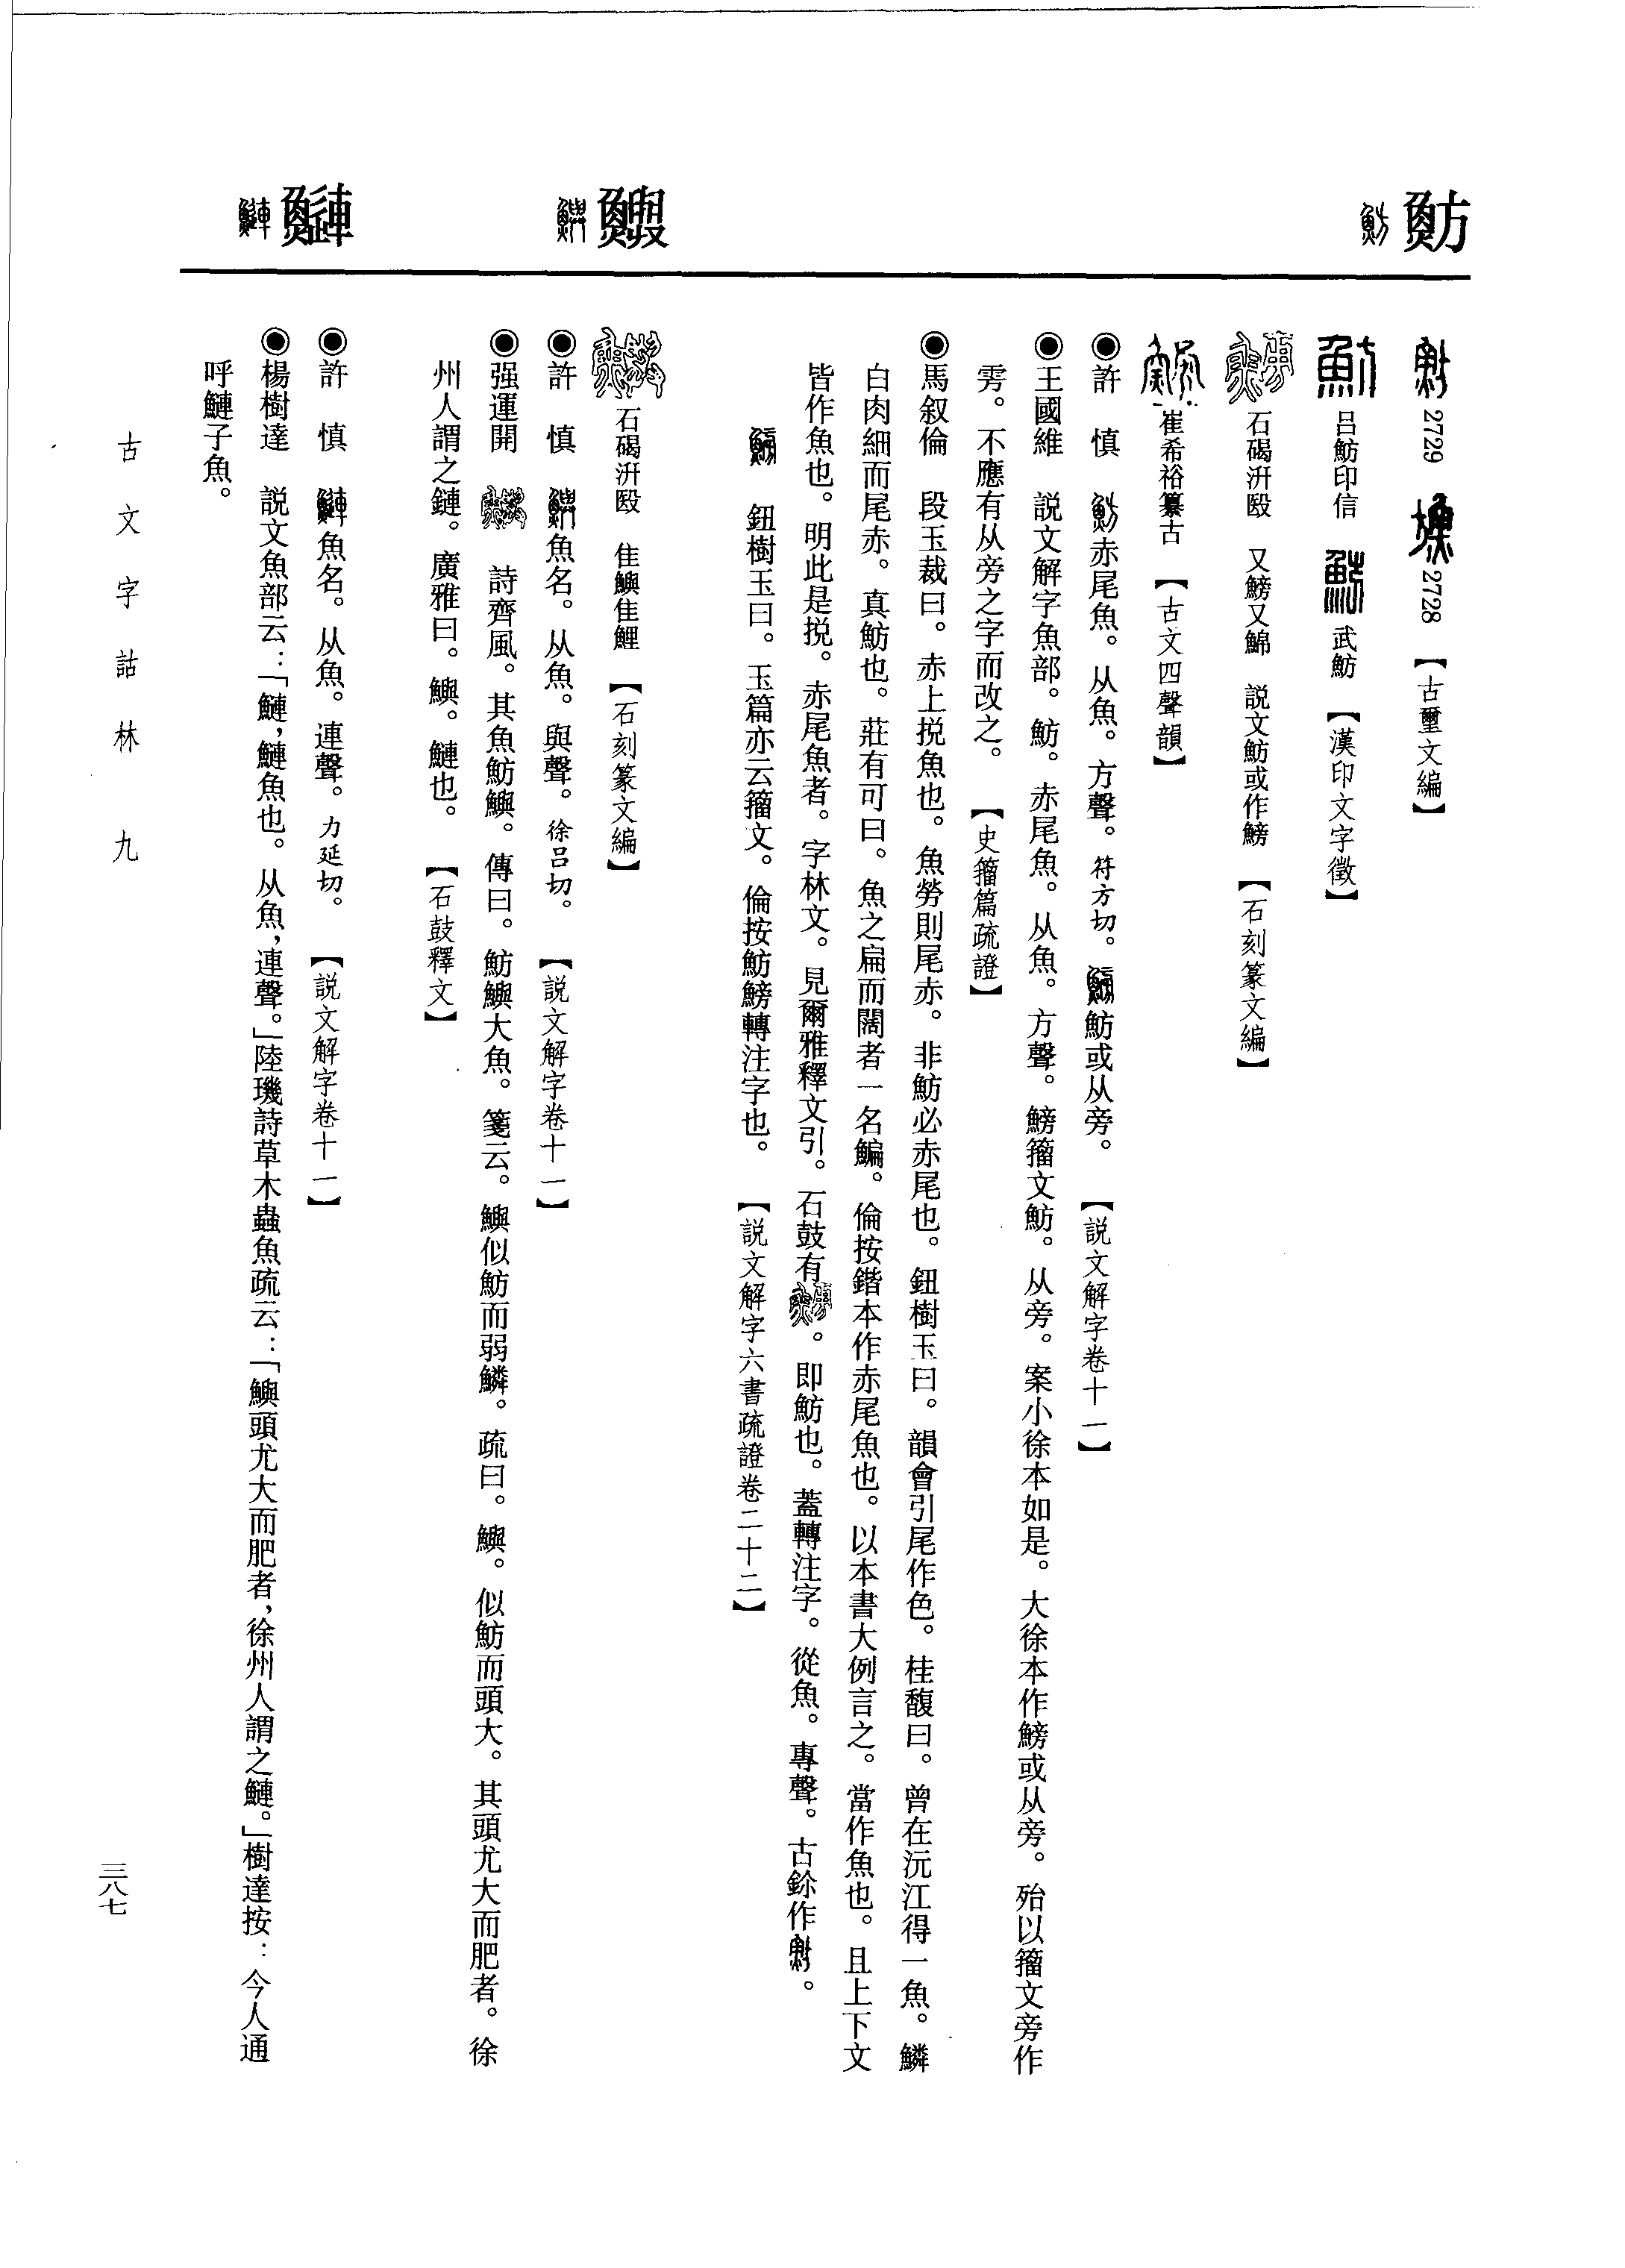 魴
2729 2728 【古璽文編】
吕魴印信 武魴 【漢印文字徵】
石碣汧殹 又鰟又鯿 説文魴或作鰟 【石刻篆文編】
崔希裕纂古 【古文四聲韻】
◉許 慎 赤尾魚。从魚。方聲。符方切。魴或从旁。 【説文解字卷十一】
◉王國維 説文解字魚部。魴。赤尾魚。从魚。方聲。鰟籀文魴。从旁。案小徐本如是。大徐本作鰟或从旁。殆以籀文旁作
雱。不應有从旁之字而改之。 【史籀篇疏證】
◉馬叙倫 段玉裁曰。赤上捝魚也。魚勞則尾赤。非魴必赤尾也。鈕樹玉曰。韻會引尾作色。桂馥曰。曾在沅江得一魚。鱗
白肉細而尾赤。真魴也。莊有可曰。魚之扁而闊者一名鯿。倫按鍇本作赤尾魚也。以本書大例言之。當作魚也。且上下文
皆作魚也。明此是捝。赤尾魚者。字林文。見爾雅釋文引。石鼓有。即魴也。蓋轉注字。從魚。專聲。古鉩作。
鈕樹玉曰。玉篇亦云籀文。倫按魴鰟轉注字也。 【説文解字六書疏證卷二十二】
鱮
石碣汧殹 隹鱮隹鯉 【石刻篆文編】
◉許 慎 魚名。从魚。與聲。徐吕切。 【説文解字卷十一】
◉强運開 詩齊風。其魚魴鱮。傳曰。魴鱮大魚。箋云。鱮似魴而弱鱗。疏曰。鱮。似魴而頭大。其頭尤大而肥者。徐
州人謂之鏈。廣雅曰。鱮。鰱也。 【石鼓釋文】
鰱
◉許 慎 魚名。从魚。連聲。力延切。 【説文解字卷十一】
◉楊樹達 説文魚部云：「鰱，鰱魚也。从魚，連聲。」陸璣詩草木蟲魚疏云：「鱮頭尤大而肥者，徐州人謂之鰱。」樹達按：今人通
呼鰱子魚。
古文字詁林 九
三八七